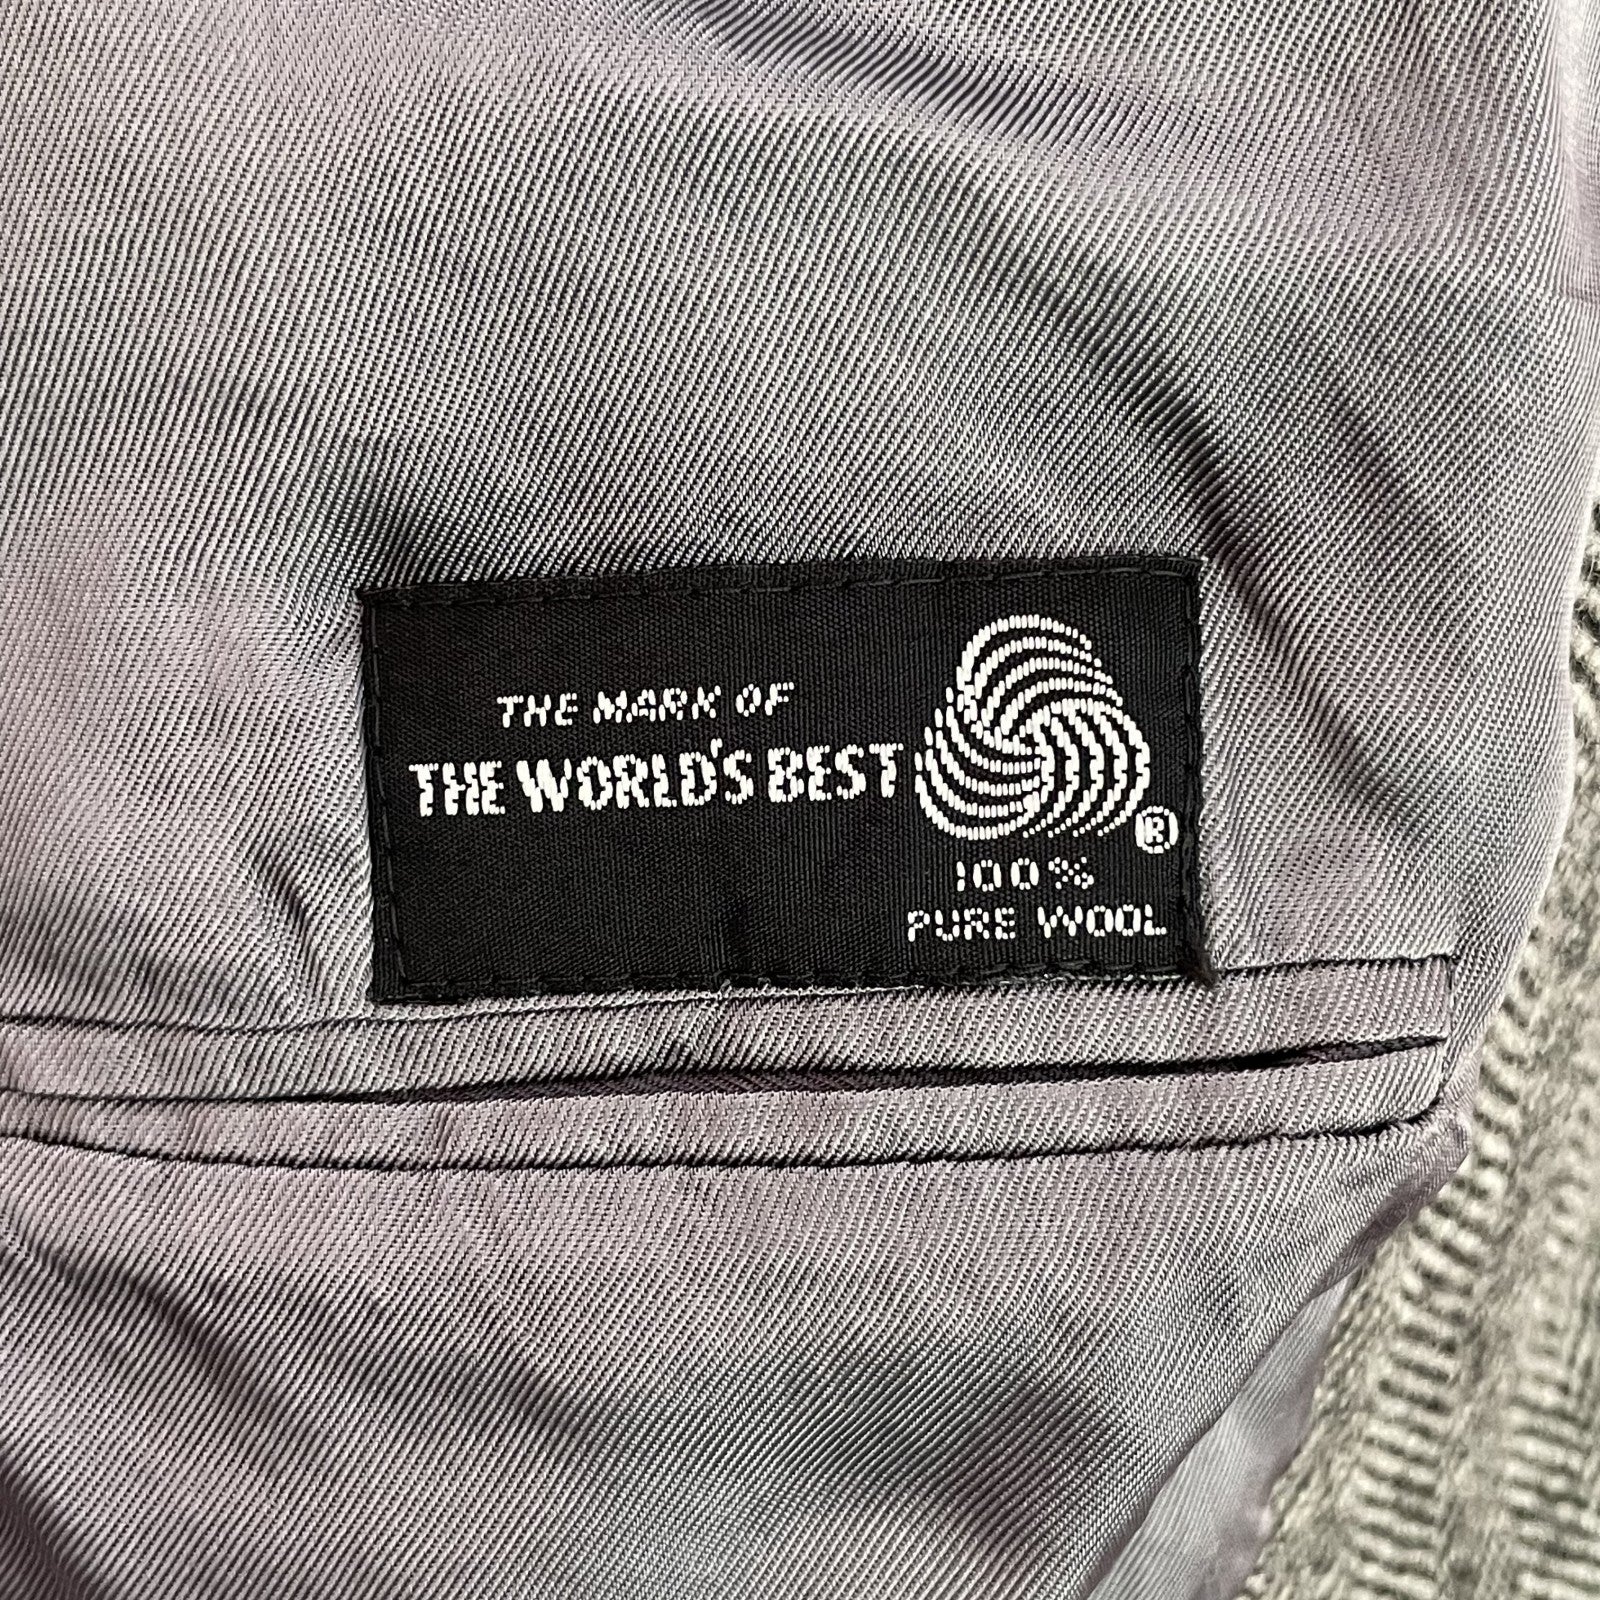 THE MARK OF
THE WORLD'S BEST
®
100%
PURE WOOL